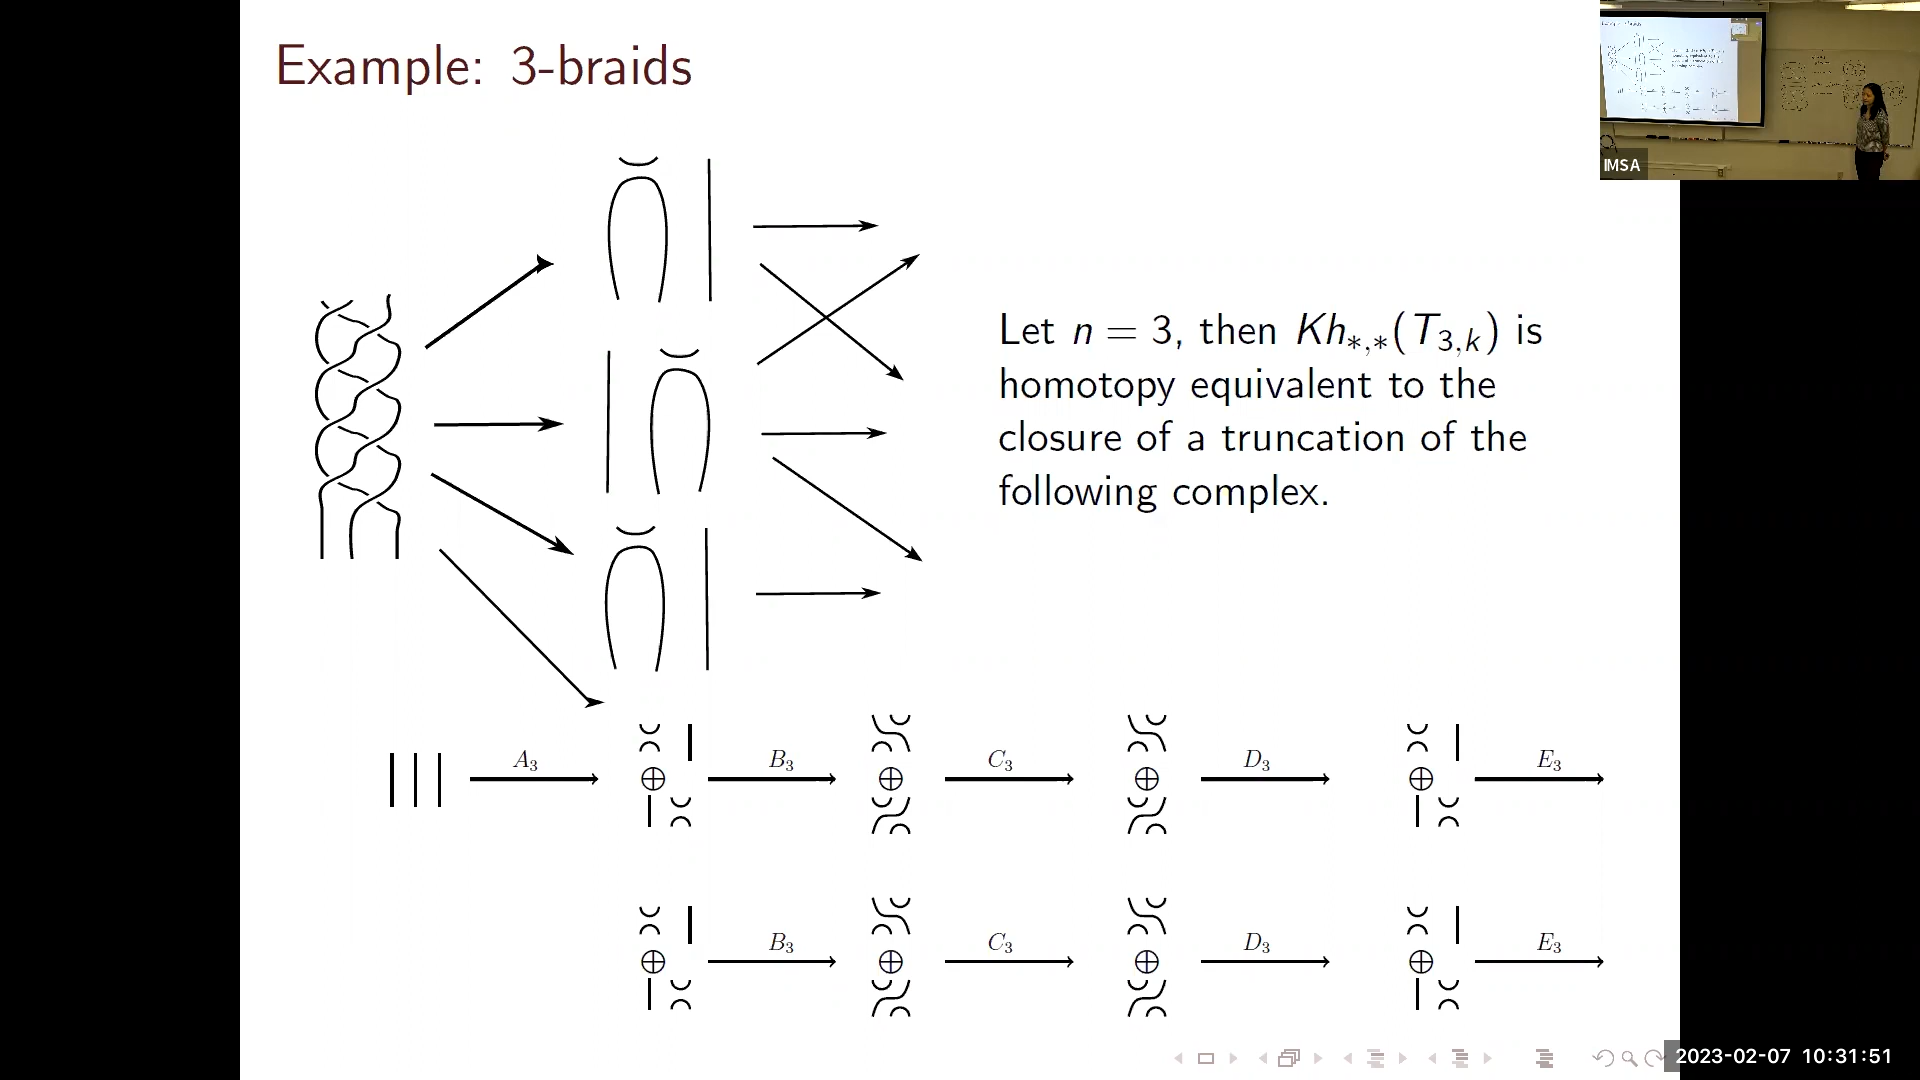 Example: 3-braids
IMSA
Let n = 3, then Kh∗,∗(T3,k) is
homotopy equivalent to the
closure of a truncation of the
following complex.
A3 B3 C3 D3 E3
⊕ ⊕ ⊕ ⊕
B3 C3 D3 E3
⊕ ⊕ ⊕ ⊕
2023-02-07 10:31:51